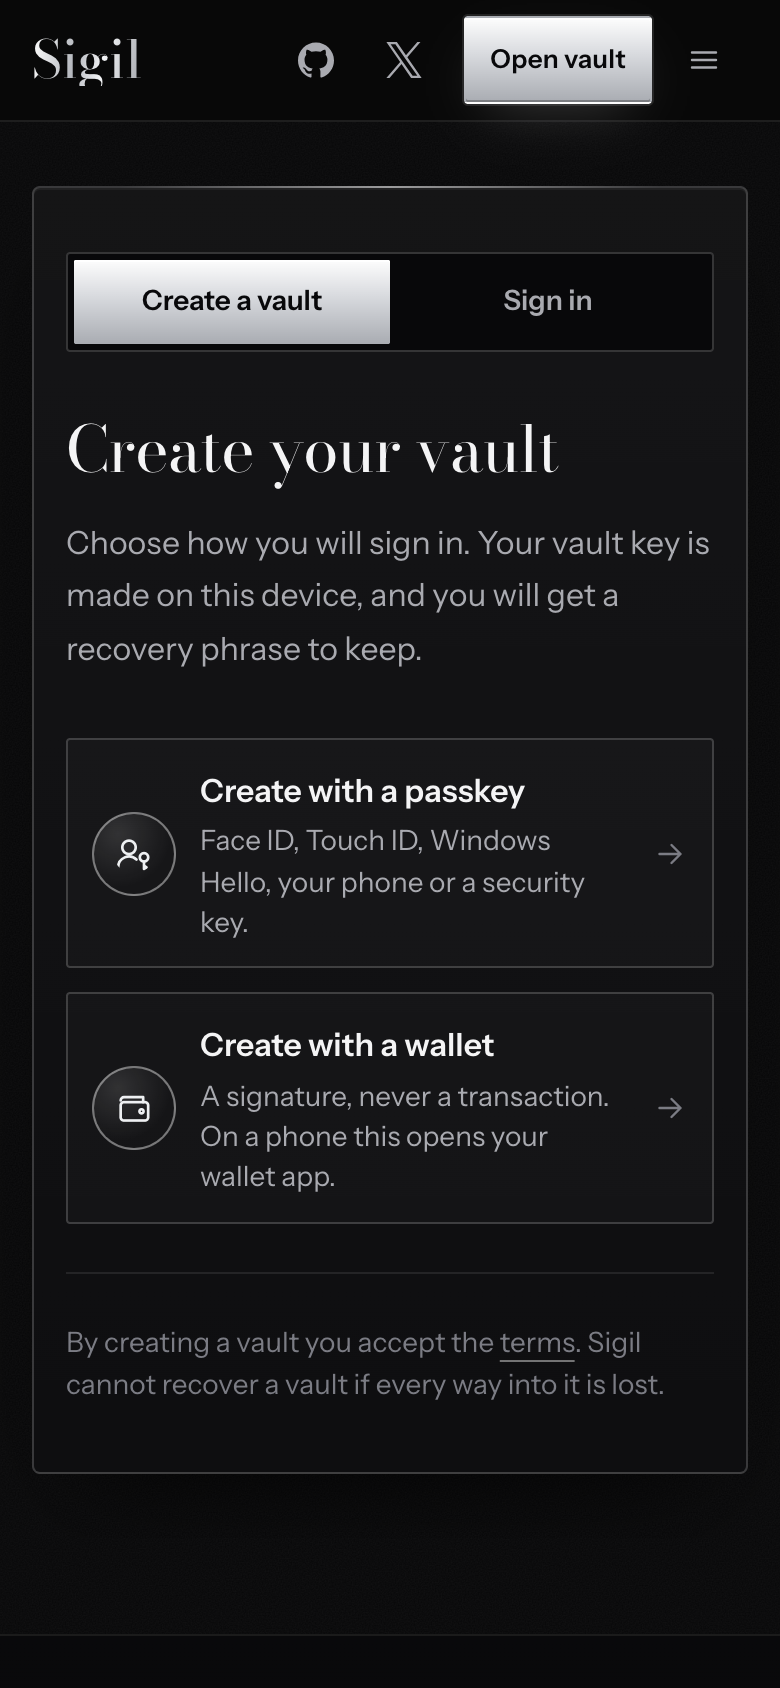 Sigil
Open vault
Create a vault
Sign in
Create your vault
Choose how you will sign in. Your vault key is
made on this device, and you will get a
recovery phrase to keep.
Create with a passkey
Face ID, Touch ID, Windows
Hello, your phone or a security
key.
Create with a wallet
A signature, never a transaction.
On a phone this opens your
wallet app.
By creating a vault you accept the terms. Sigil
cannot recover a vault if every way into it is lost.